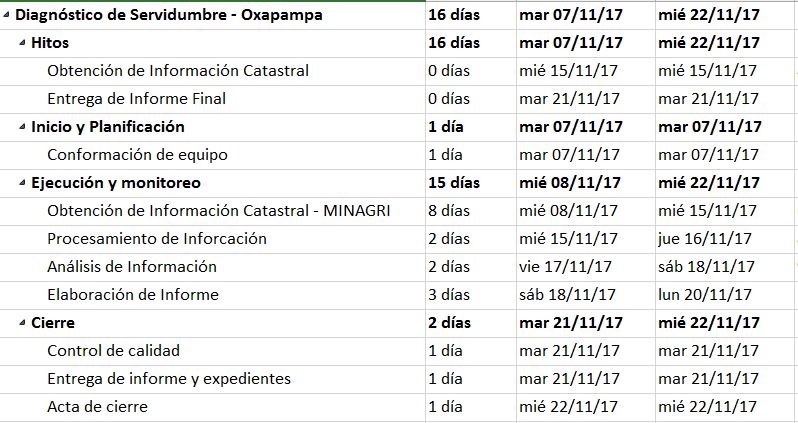 Diagnóstico de Servidumbre - Oxapampa 16 días mar 07/11/17 mié 22/11/17
Hitos 16 días mar 07/11/17 mié 22/11/17
Obtención de Información Catastral 0 días mié 15/11/17 mié 15/11/17
Entrega de Informe Final 0 días mar 21/11/17 mar 21/11/17
Inicio y Planificación 1 día mar 07/11/17 mar 07/11/17
Conformación de equipo 1 día mar 07/11/17 mar 07/11/17
Ejecución y monitoreo 15 días mié 08/11/17 mié 22/11/17
Obtención de Información Catastral - MINAGRI 8 días mié 08/11/17 mié 15/11/17
Procesamiento de Inforcación 2 días mié 15/11/17 jue 16/11/17
Análisis de Información 2 días vie 17/11/17 sáb 18/11/17
Elaboración de Informe 3 días sáb 18/11/17 lun 20/11/17
Cierre 2 días mar 21/11/17 mié 22/11/17
Control de calidad 1 día mar 21/11/17 mar 21/11/17
Entrega de informe y expedientes 1 día mar 21/11/17 mar 21/11/17
Acta de cierre 1 día mié 22/11/17 mié 22/11/17